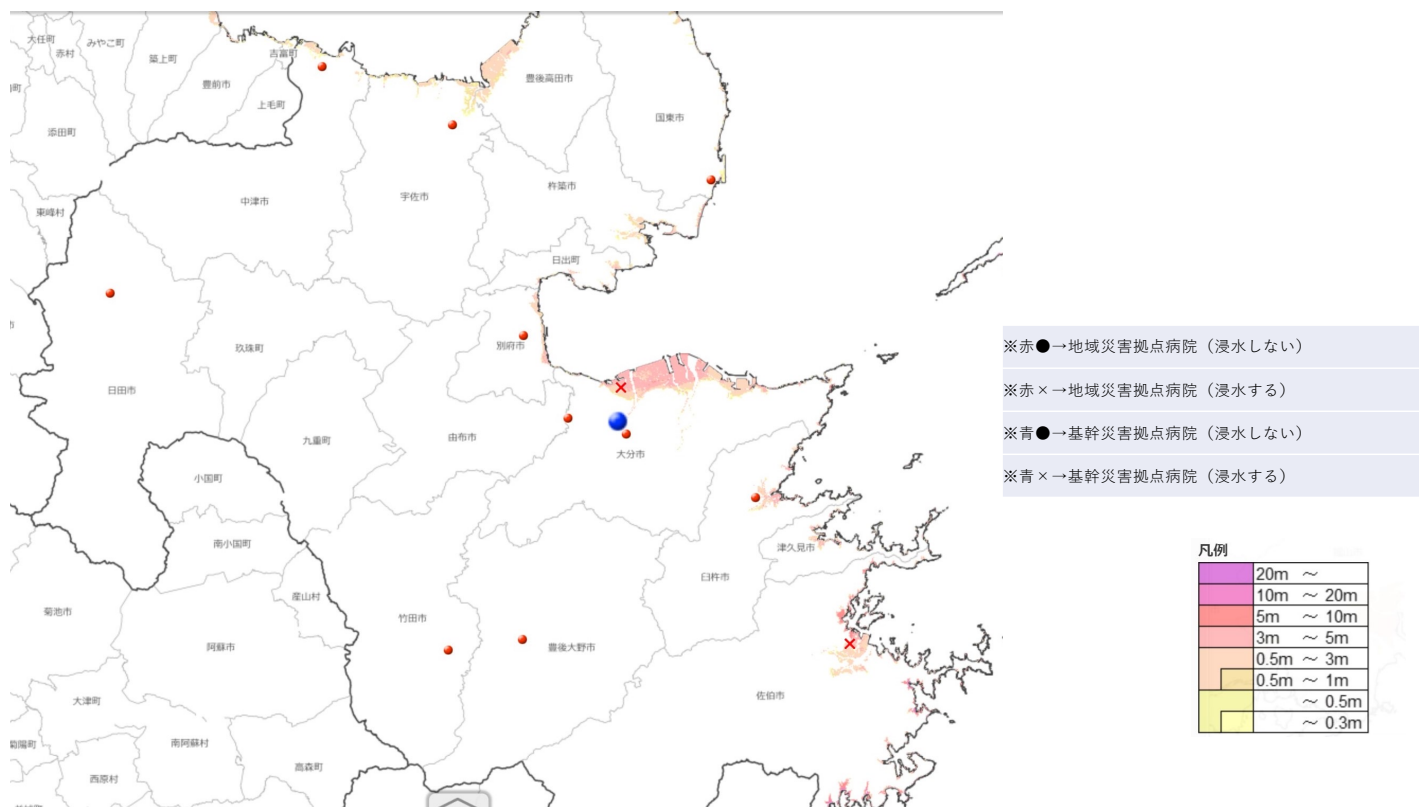 大任町
みやこ町
赤村
築上町
吉富町
豊前市
上毛町
豊後高田市
町
添田町
国東市
東峰村
中津市
宇佐市
杵築市
日出町
玖珠町
別府市
日田市
九重町
由布市
大分市
小国町
南小国町
津久見市
臼杵市
産山村
菊池市
竹田市
阿蘇市
豊後大野市
佐伯市
大津町
南阿蘇村
菊陽町
西原村
高森町
※赤●→地域災害拠点病院（浸水しない）
※赤×→地域災害拠点病院（浸水する）
※青●→基幹災害拠点病院（浸水しない）
※青×→基幹災害拠点病院（浸水する）
凡例
20m ～
10m ～ 20m
5m ～ 10m
3m ～ 5m
0.5m ～ 3m
0.5m ～ 1m
～ 0.5m
～ 0.3m